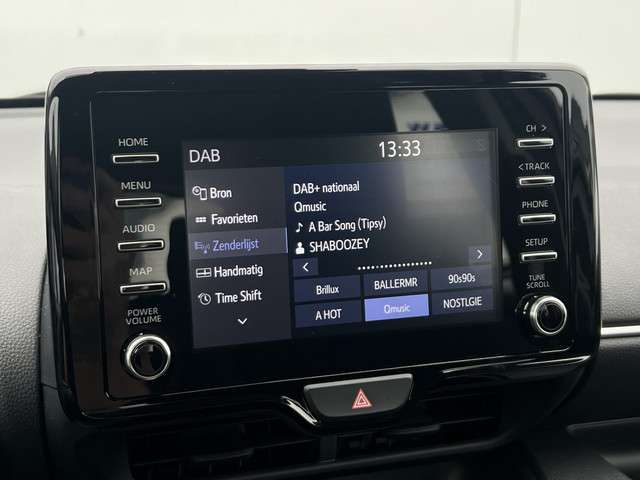 HOME
MENU
AUDIO
MAP
POWER
VOLUME
DAB
13:33
Bron
Favorieten
Zenderlijst
Handmatig
Time Shift
DAB+ nationaal
Qmusic
A Bar Song (Tipsy)
SHABOOZEY
Brillux
BALLERMR
90s90s
A HOT
Qmusic
NOSTLGIE
CH >
< TRACK
PHONE
SETUP
TUNE
SCROLL